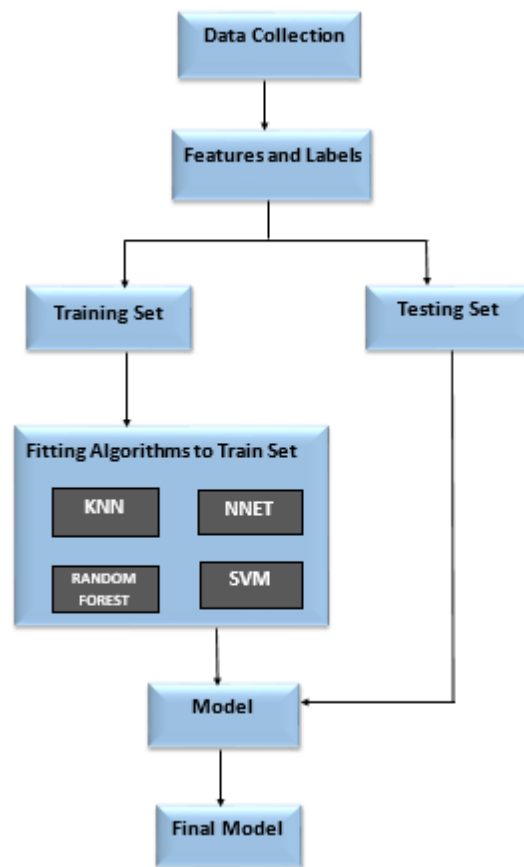 Data Collection
Features and Labels
Training Set
Testing Set
Fitting Algorithms to Train Set
KNN
NNET
RANDOM
FOREST
SVM
Model
Final Model